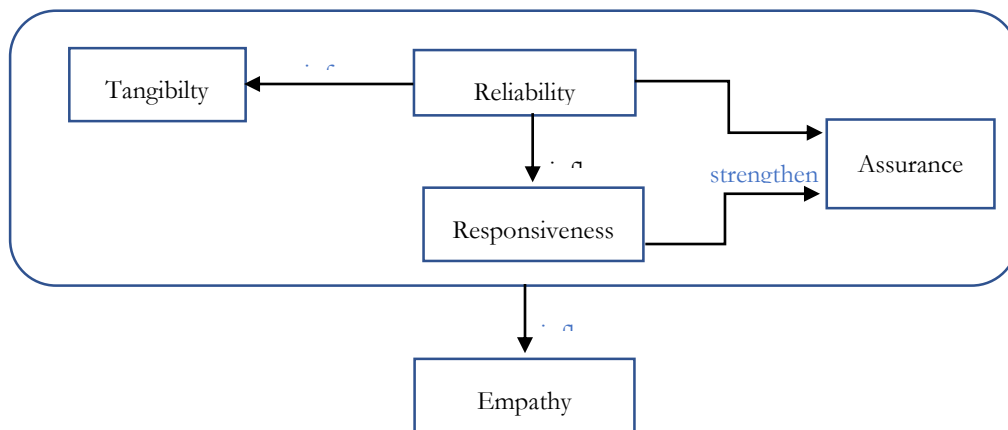 Tangibilty
Reliability
Assurance
strengthen
Responsiveness
Empathy